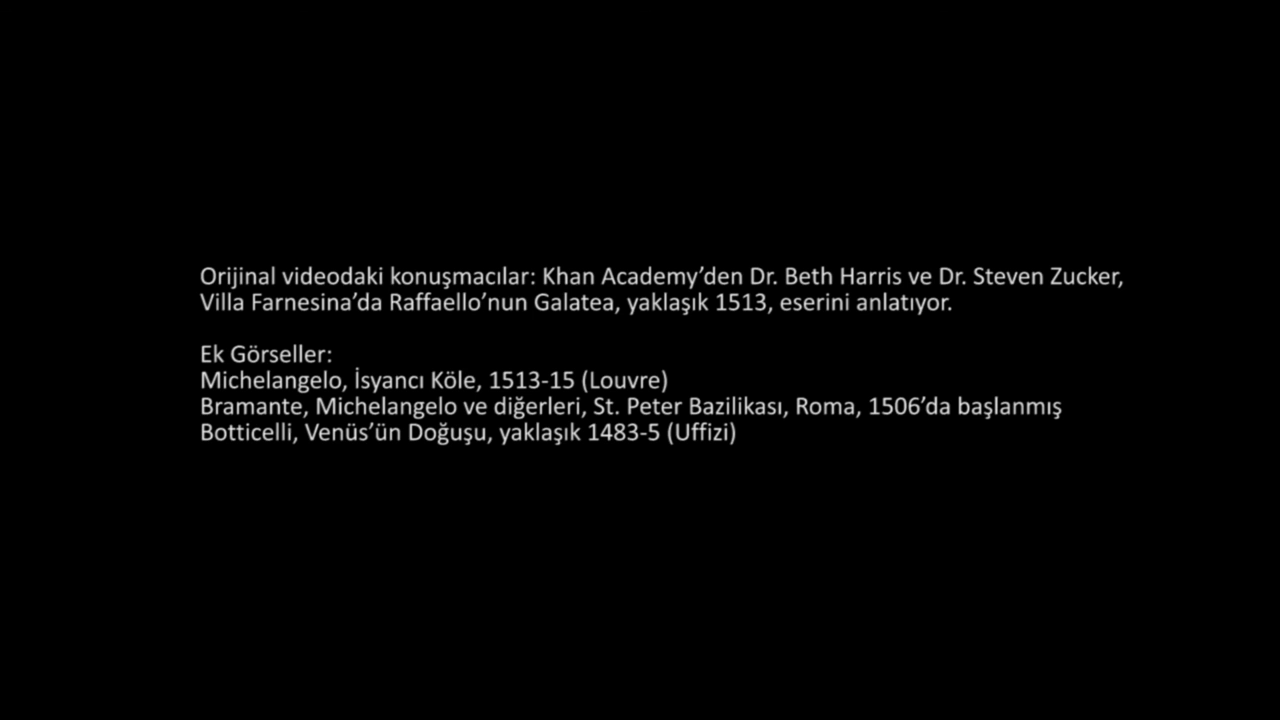 Orijinal videodaki konuşmacılar: Khan Academy’den Dr. Beth Harris ve Dr. Steven Zucker,
Villa Farnesina’da Raffaello’nun Galatea, yaklaşık 1513, eserini anlatıyor.
Ek Görseller:
Michelangelo, İsyancı Köle, 1513-15 (Louvre)
Bramante, Michelangelo ve diğerleri, St. Peter Bazilikası, Roma, 1506’da başlanmış
Botticelli, Venüs’ün Doğuşu, yaklaşık 1483-5 (Uffizi)